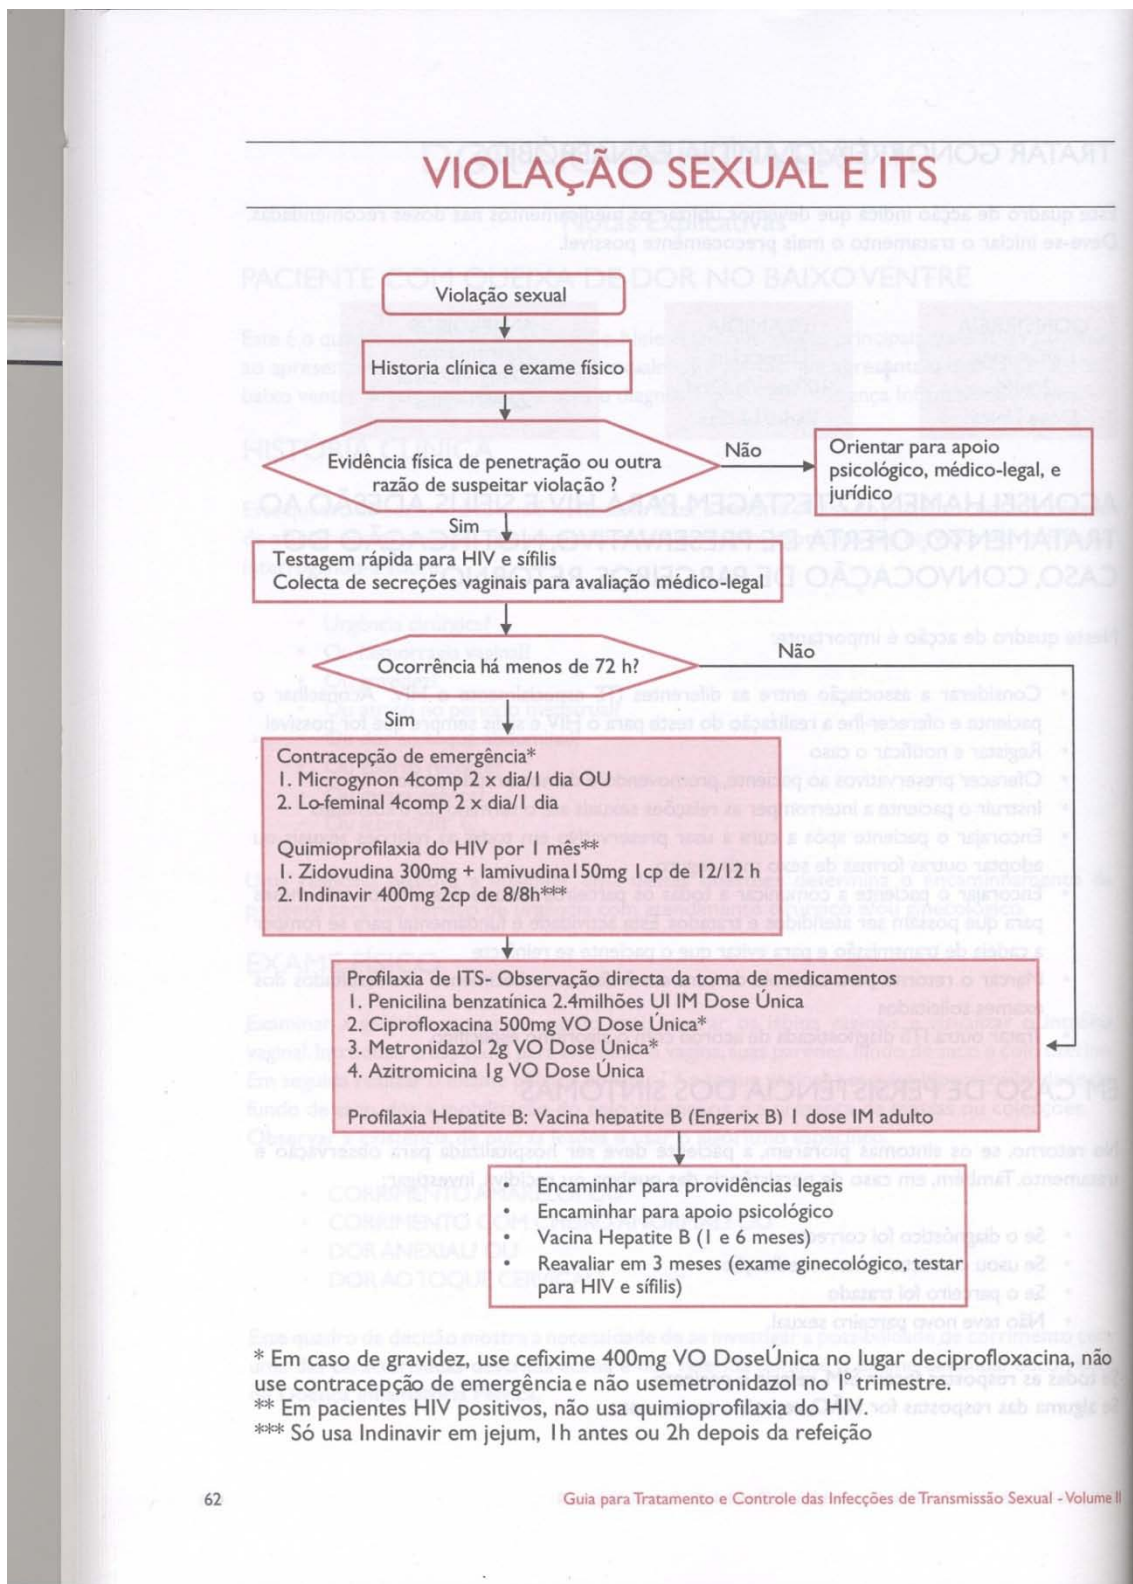 VIOLAÇÃO SEXUAL E ITS
Violação sexual
Historia clínica e exame físico
Evidência física de penetração ou outra
razão de suspeitar violação ?
Não
Orientar para apoio
psicológico, médico-legal, e
jurídico
Sim
Testagem rápida para HIV e sífilis
Colecta de secreções vaginais para avaliação médico-legal
Ocorrência há menos de 72 h?
Não
Sim
Contracepção de emergência*
1. Microgynon 4comp 2 x dia/1 dia OU
2. Lo-feminal 4comp 2 x dia/1 dia
Quimioprofilaxia do HIV por 1 mês**
1. Zidovudina 300mg + lamivudina150mg 1cp de 12/12 h
2. Indinavir 400mg 2cp de 8/8h***
Profilaxia de ITS- Observação directa da toma de medicamntos
1. Penicilina benzatínica 2.4milhões UI IM Dose Única
2. Ciprofloxacina 500mg VO Dose Única*
3. Metronidazol 2g VO Dose Única*
4. Azitromicina 1g VO Dose Única
Profilaxia Hepatite B: Vacina hepatite B (Engerix B) 1 dose IM adulto
• Encaminhar para providências legais
• Encaminhar para apoio psicológico
• Vacina Hepatite B (1 e 6 meses)
• Reavaliar em 3 meses (exame ginecológico, testar
para HIV e sífilis)
* Em caso de gravidez, use cefixime 400mg VO DoseÚnica no lugar deciprofloxacina, não
use contracepção de emergência e não usemetronidazol no 1º trimestre.
** Em pacientes HIV positivos, não usa quimioprofilaxia do HIV.
*** Só usa Indinavir em jejum, 1h antes ou 2h depois da refeição
62
Guia para Tratamento e Controle das Infecções de Transmissão Sexual - Volume II